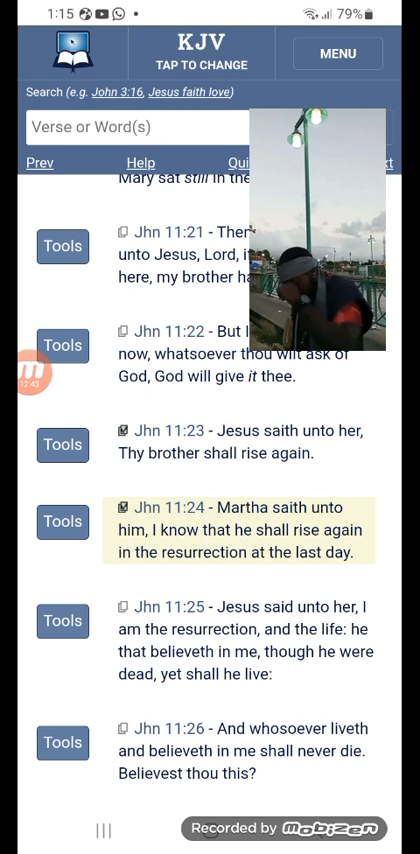 1:15
79%
KJV
TAP TO CHANGE
MENU
Search (e.g. John 3:16, Jesus faith love)
Verse or Word(s)
Prev
Help
Mary sat still in the
Tools
Jhn 11:21 -
unto Jesus, Lord,
here, my brother
Tools
Jhn 11:22 - But
now, whatsoever thou wilt ask of
God, God will give it thee.
12:43
Tools
Jhn 11:23 - Jesus saith unto her,
Thy brother shall rise again.
Tools
Jhn 11:24 - Martha saith unto
him, I know that he shall rise again
in the resurrection at the last day.
Tools
Jhn 11:25 - Jesus said unto her, I
am the resurrection, and the life: he
that believeth in me, though he were
dead, yet shall he live:
Tools
Jhn 11:26 - And whosoever liveth
and believeth in me shall never die.
Believest thou this?
Recorded by mobizen